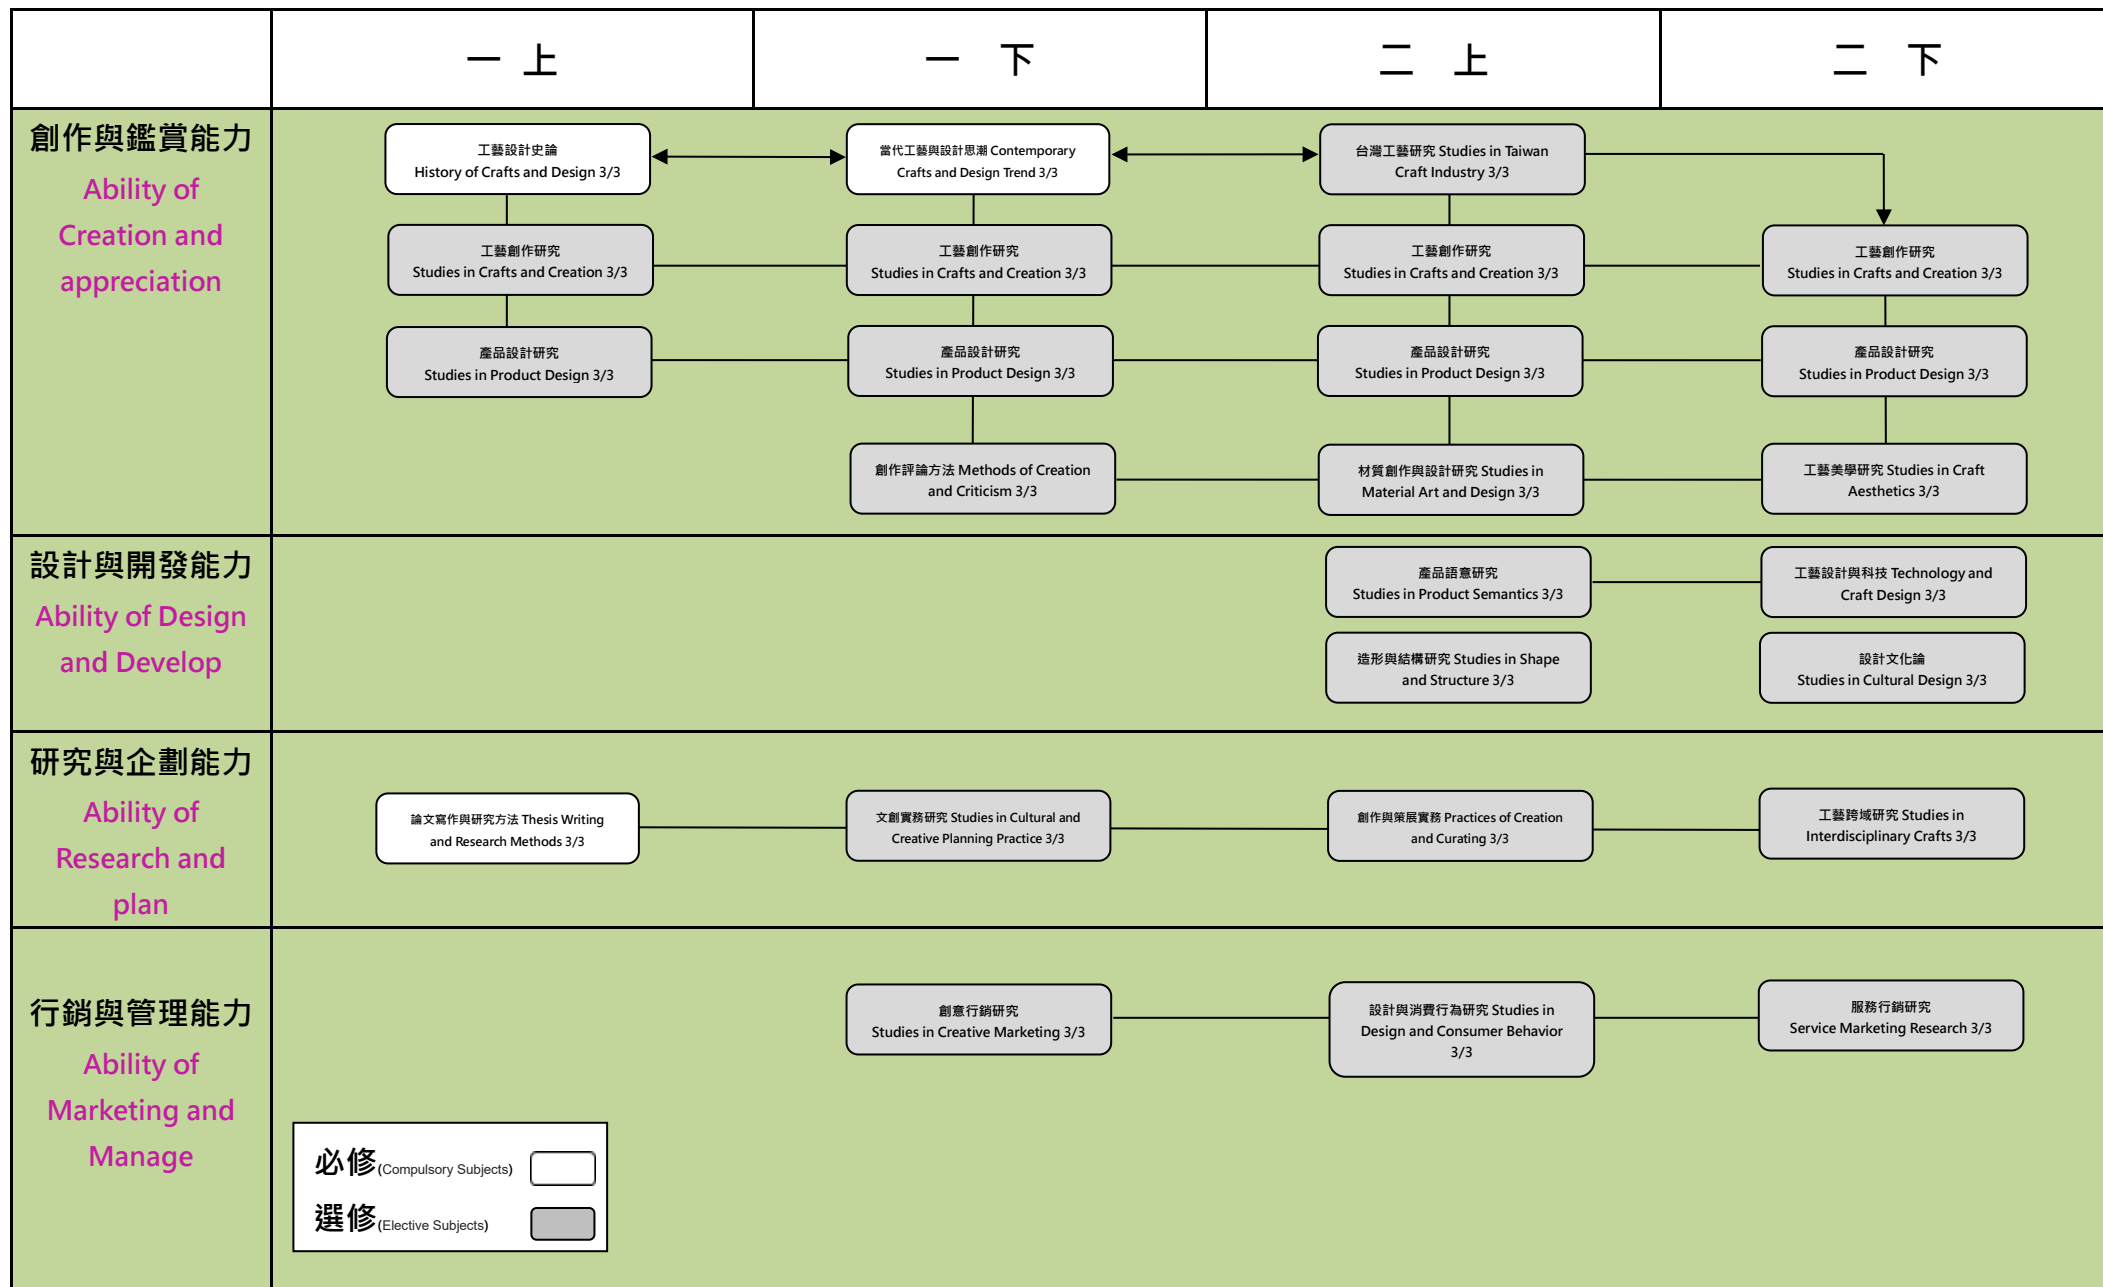 一 上
一 下
二 上
二 下
創作與鑑賞能力
Ability of
Creation and
appreciation
工藝設計史論
History of Crafts and Design 3/3
當代工藝與設計思潮 Contemporary
Crafts and Design Trend 3/3
台灣工藝研究 Studies in Taiwan
Craft Industry 3/3
工藝創作研究
Studies in Crafts and Creation 3/3
工藝創作研究
Studies in Crafts and Creation 3/3
工藝創作研究
Studies in Crafts and Creation 3/3
工藝創作研究
Studies in Crafts and Creation 3/3
產品設計研究
Studies in Product Design 3/3
產品設計研究
Studies in Product Design 3/3
產品設計研究
Studies in Product Design 3/3
產品設計研究
Studies in Product Design 3/3
創作評論方法 Methods of Creation
and Criticism 3/3
材質創作與設計研究 Studies in
Material Art and Design 3/3
工藝美學研究 Studies in Craft
Aesthetics 3/3
設計與開發能力
Ability of Design
and Develop
產品語意研究
Studies in Product Semantics 3/3
工藝設計與科技 Technology and
Craft Design 3/3
造形與結構研究 Studies in Shape
and Structure 3/3
設計文化論
Studies in Cultural Design 3/3
研究與企劃能力
Ability of
Research and
plan
論文寫作與研究方法 Thesis Writing
and Research Methods 3/3
文創實務研究 Studies in Cultural and
Creative Planning Practice 3/3
創作與策展實務 Practices of Creation
and Curating 3/3
工藝跨域研究 Studies in
Interdisciplinary Crafts 3/3
行銷與管理能力
Ability of
Marketing and
Manage
創意行銷研究
Studies in Creative Marketing 3/3
設計與消費行為研究 Studies in
Design and Consumer Behavior
3/3
服務行銷研究
Service Marketing Research 3/3
必修(Compulsory Subjects)
選修(Elective Subjects)